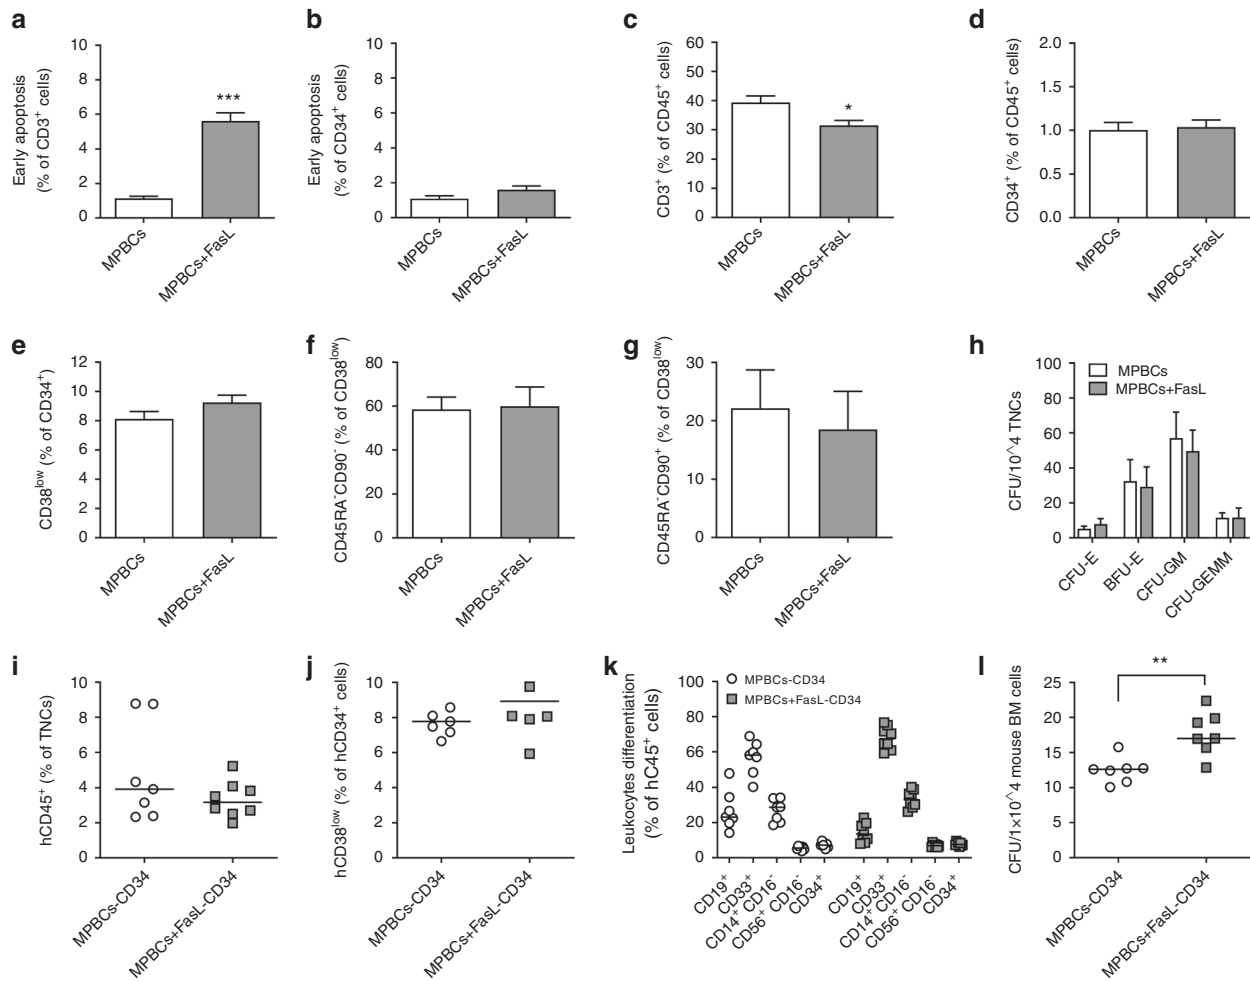 a
Early apoptosis
(% of CD3⁺ cells)
10
8
6
4
2
0
***
MPBCs
MPBCs+FasL
b
Early apoptosis
(% of CD34⁺ cells)
10
8
6
4
2
0
MPBCs
MPBCs+FasL
c
CD3⁺ (% of CD45⁺ cells)
60
50
40
30
20
10
0
*
MPBCs
MPBCs+FasL
d
CD34⁺ (% of CD45⁺ cells)
2.0
1.5
1.0
0.5
0.0
MPBCs
MPBCs+FasL
e
CD38ˡᵒʷ (% of CD34⁺)
12
10
8
6
4
2
0
MPBCs
MPBCs+FasL
f
CD45RA⁻CD90⁻ (% of CD38ˡᵒʷ)
80
60
40
20
0
MPBCs
MPBCs+FasL
g
CD45RA⁻CD90⁺ (% of CD38ˡᵒʷ)
30
20
10
0
MPBCs
MPBCs+FasL
h
CFU/10^4 TNCs
100
80
60
40
20
0
MPBCs
MPBCs+FasL
CFU-E
BFU-E
CFU-GM
CFU-GEMM
i
hCD45⁺ (% of TNCs)
10
8
6
4
2
0
MPBCs-CD34
MPBCs+FasL-CD34
j
hCD38ˡᵒʷ (% of hCD34⁺ cells)
10
8
6
4
2
0
MPBCs-CD34
MPBCs+FasL-CD34
k
Leukocytes differentiation
(% of hC45⁺ cells)
100
80
66
40
20
0
MPBCs-CD34
MPBCs+FasL-CD34
CD19⁺
CD33⁺
CD14⁺ CD16⁻
CD56⁺ CD16⁻
CD34⁺
CD19⁺
CD33⁺
CD14⁺ CD16⁻
CD56⁺ CD16⁻
CD34⁺
l
CFU/1×10^4 mouse BM cells
25
20
15
10
5
0
**
MPBCs-CD34
MPBCs+FasL-CD34